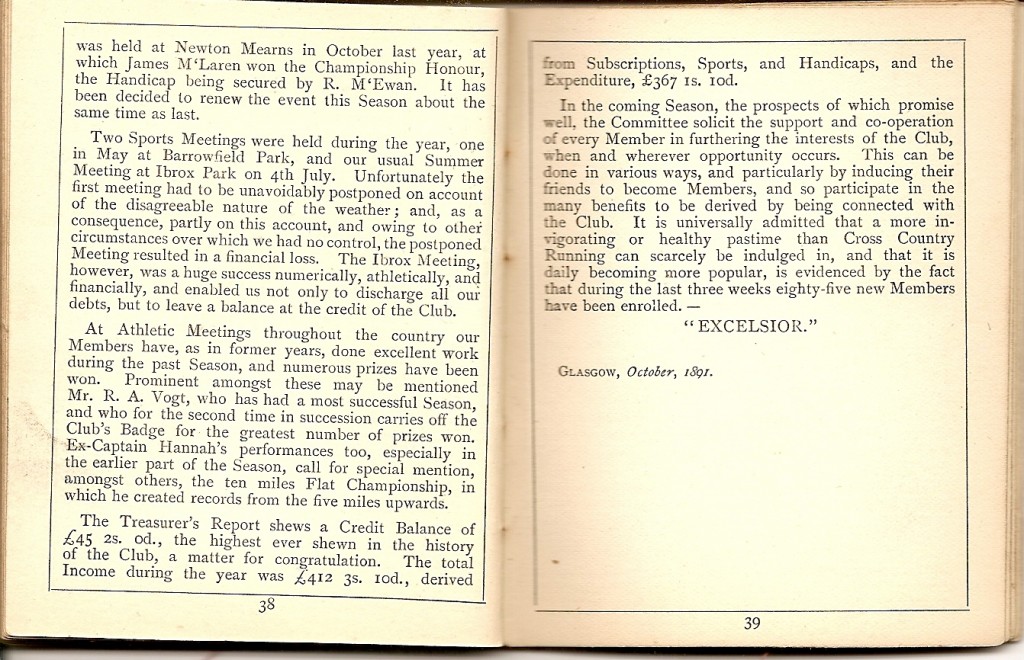 was held at Newton Mearns in October last year, at
which James M‘Laren won the Championship Honour,
the Handicap being secured by R. M‘Ewan. It has
been decided to renew the event this Season about the
same time as last.
Two Sports Meetings were held during the year, one
in May at Barrowfield Park, and our usual Summer
Meeting at Ibrox Park on 4th July. Unfortunately the
first meeting had to be unavoidably postponed on account
of the disagreeable nature of the weather; and, as a
consequence, partly on this account, and owing to other
circumstances over which we had no control, the postponed
Meeting resulted in a financial loss. The Ibrox Meeting,
however, was a huge success numerically, athletically, and
financially, and enabled us not only to discharge all our
debts, but to leave a balance at the credit of the Club.
At Athletic Meetings throughout the country our
Members have, as in former years, done excellent work
during the past Season, and numerous prizes have been
won. Prominent amongst these may be mentioned
Mr. R. A. Vogt, who has had a most successful Season,
and who for the second time in succession carries off the
Club's Badge for the greatest number of prizes won.
Ex-Captain Hannah's performances too, especially in
the earlier part of the Season, call for special mention,
amongst others, the ten miles Flat Championship, in
which he created records from the five miles upwards.
The Treasurer's Report shews a Credit Balance of
£45 2s. 0d., the highest ever shewn in the history
of the Club, a matter for congratulation. The total
Income during the year was £412 3s. 10d., derived
38
from Subscriptions, Sports, and Handicaps, and the
Expenditure, £367 1s. 10d.
In the coming Season, the prospects of which promise
well, the Committee solicit the support and co-operation
of every Member in furthering the interests of the Club,
when and wherever opportunity occurs. This can be
done in various ways, and particularly by inducing their
friends to become Members, and so participate in the
many benefits to be derived by being connected with
the Club. It is universally admitted that a more in-
vigorating or healthy pastime than Cross Country
Running can scarcely be indulged in, and that it is
daily becoming more popular, is evidenced by the fact
that during the last three weeks eighty-five new Members
have been enrolled. —
“EXCELSIOR.”
GLASGOW, October, 1891.
39